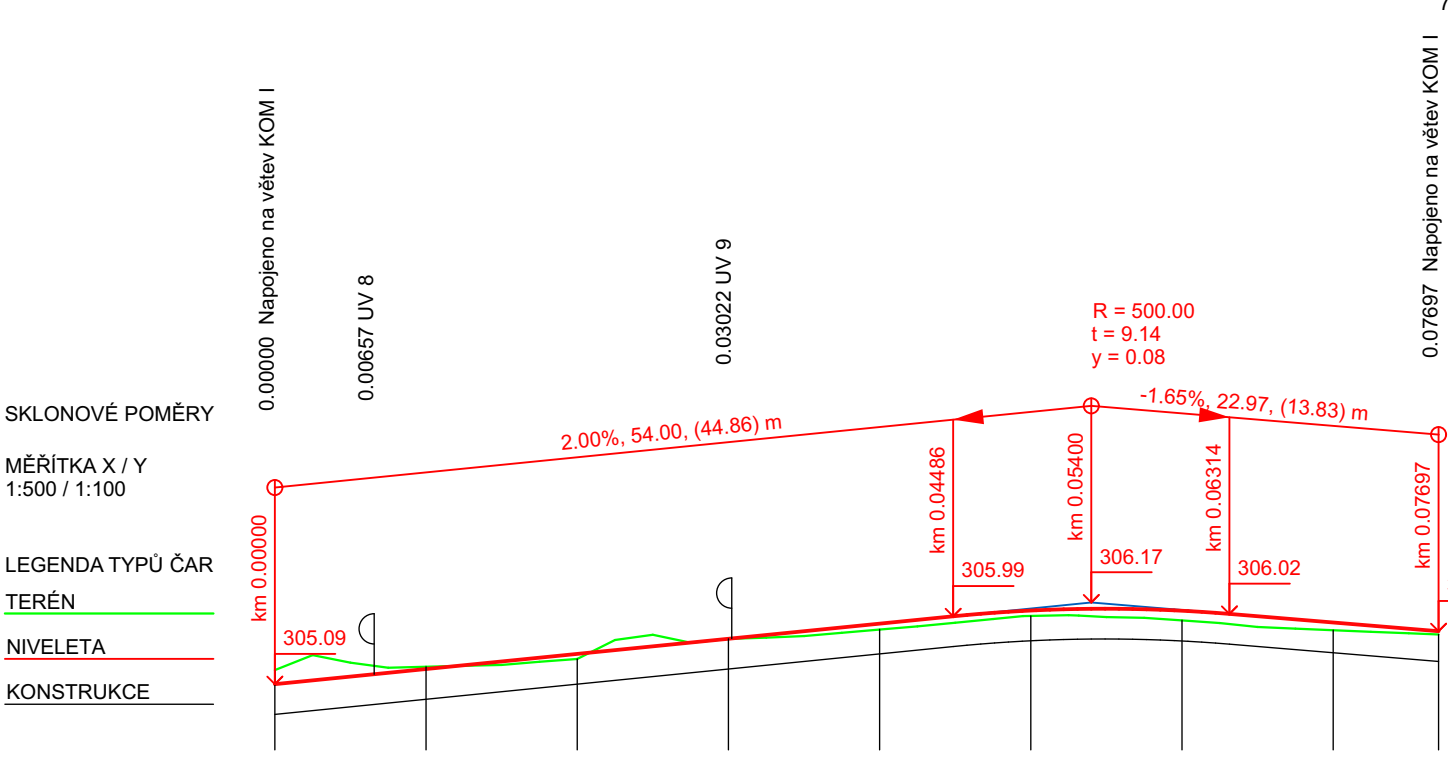 0.00000 Napojeno na větev KOM I
0.00657 UV 8
0.03022 UV 9
0.07697 Napojeno na větev KOM I
R = 500.00
t = 9.14
y = 0.08
SKLONOVÉ POMĚRY
2.00%, 54.00, (44.86) m
-1.65%, 22.97, (13.83) m
MĚŘÍTKA X / Y
1:500 / 1:100
km 0.00000
km 0.04486
km 0.05400
km 0.06314
km 0.07697
305.09
305.99
306.17
306.02
LEGENDA TYPŮ ČAR
TERÉN
NIVELETA
KONSTRUKCE